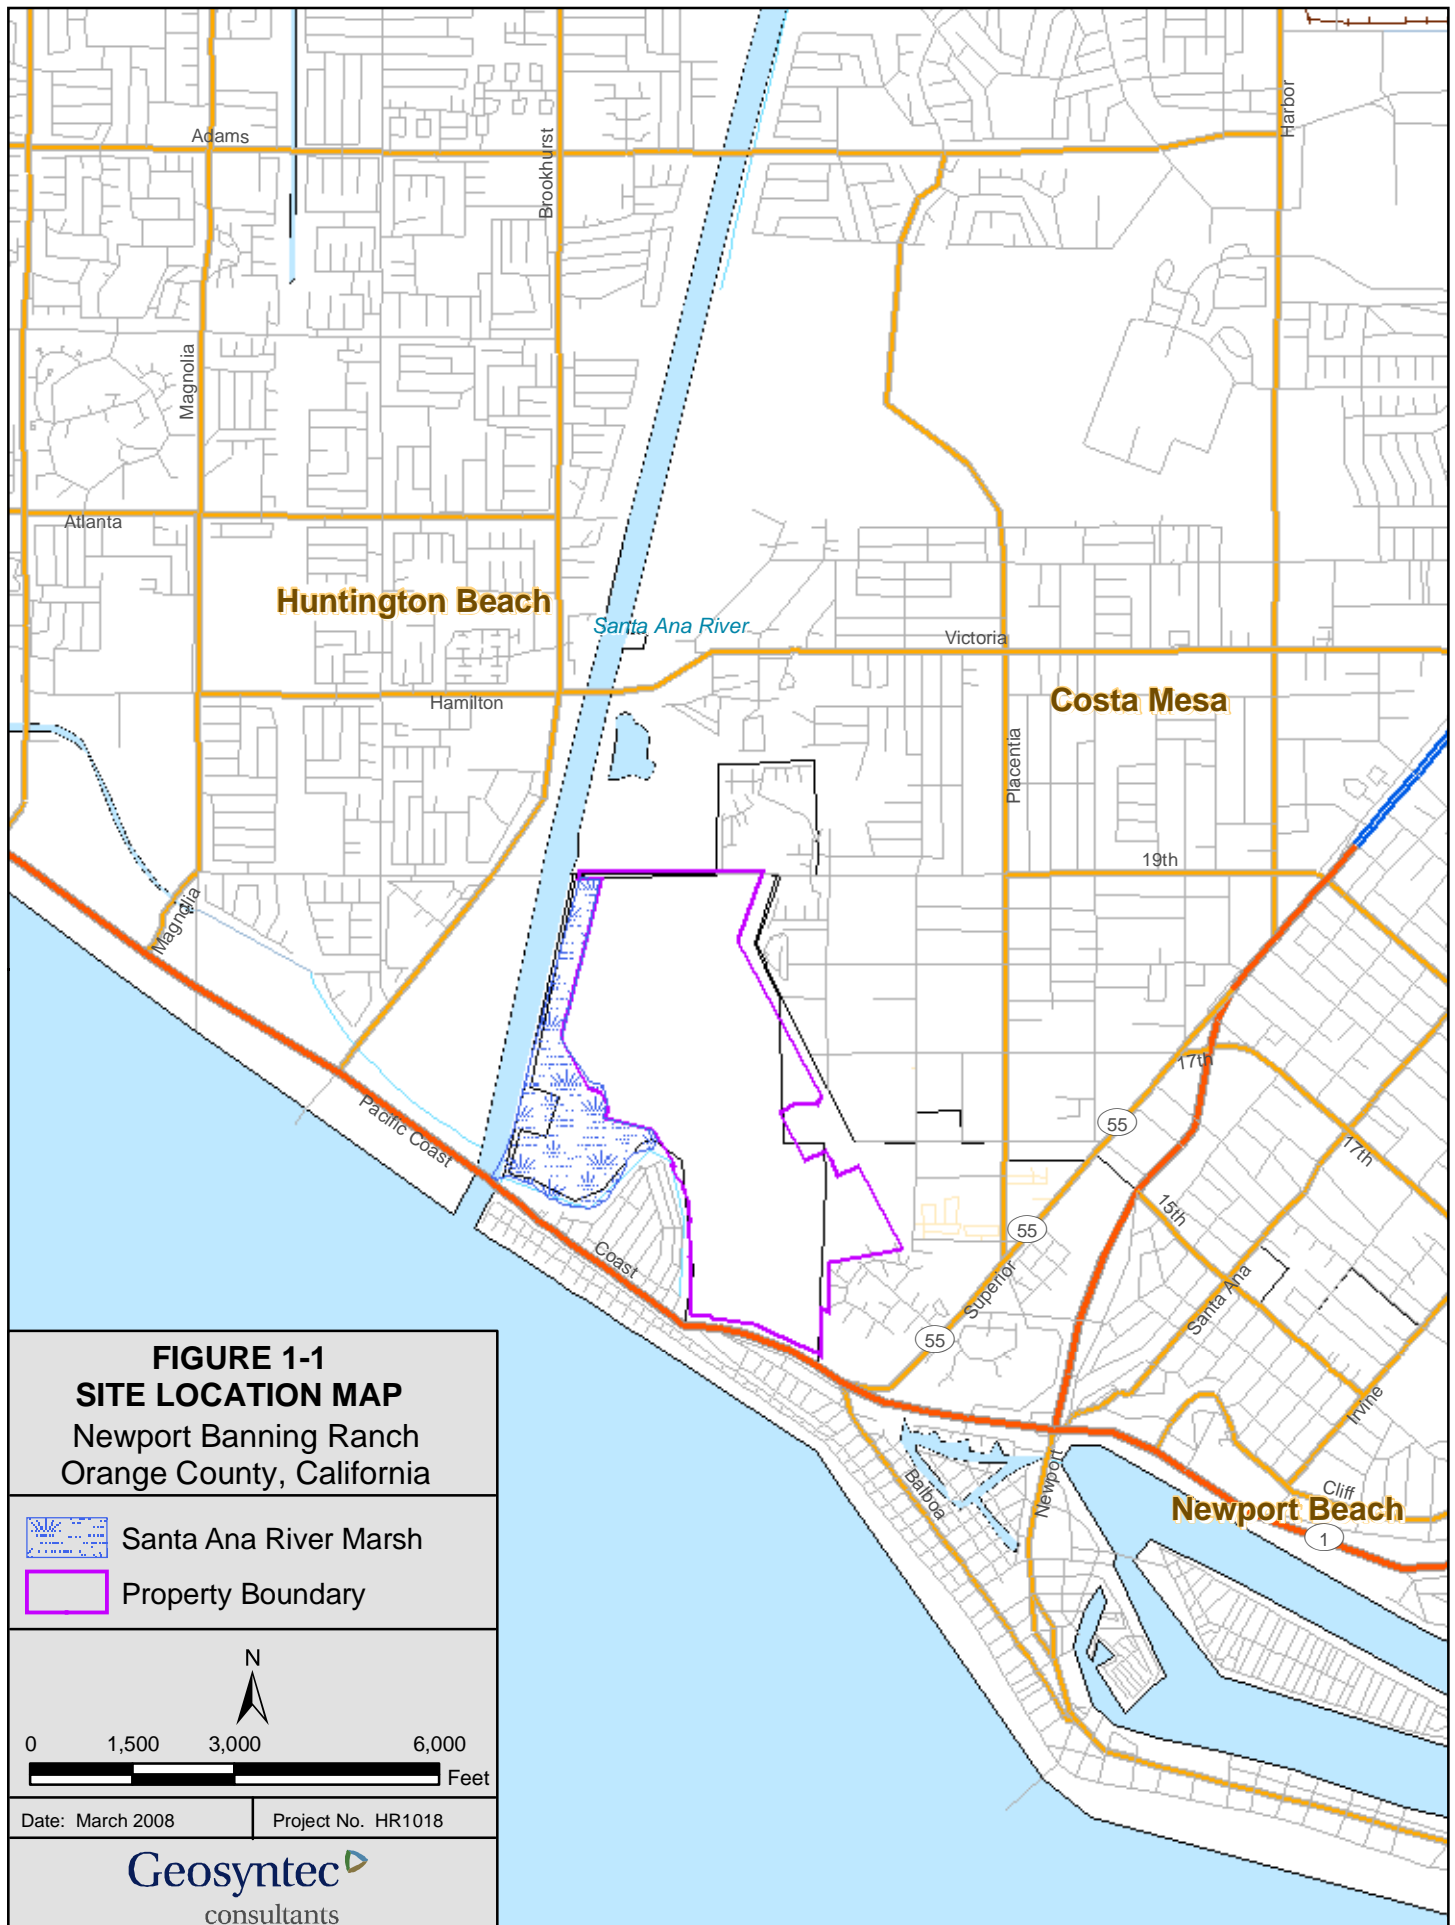 Adams
Harbor
Brookhurst
Magnolia
Atlanta
Huntington Beach
Santa Ana River
Victoria
Hamilton
Costa Mesa
Placentia
19th
Magnolia
17th
Pacific Coast
55
17th
15th
55
Coast
Superior
Santa Ana
55
Irvine
Balboa
Newport
Cliff
Newport Beach
1
FIGURE 1-1
SITE LOCATION MAP
Newport Banning Ranch
Orange County, California
Santa Ana River Marsh
Property Boundary
N
0 1,500 3,000 6,000
Feet
Date: March 2008 Project No. HR1018
Geosyntec
consultants